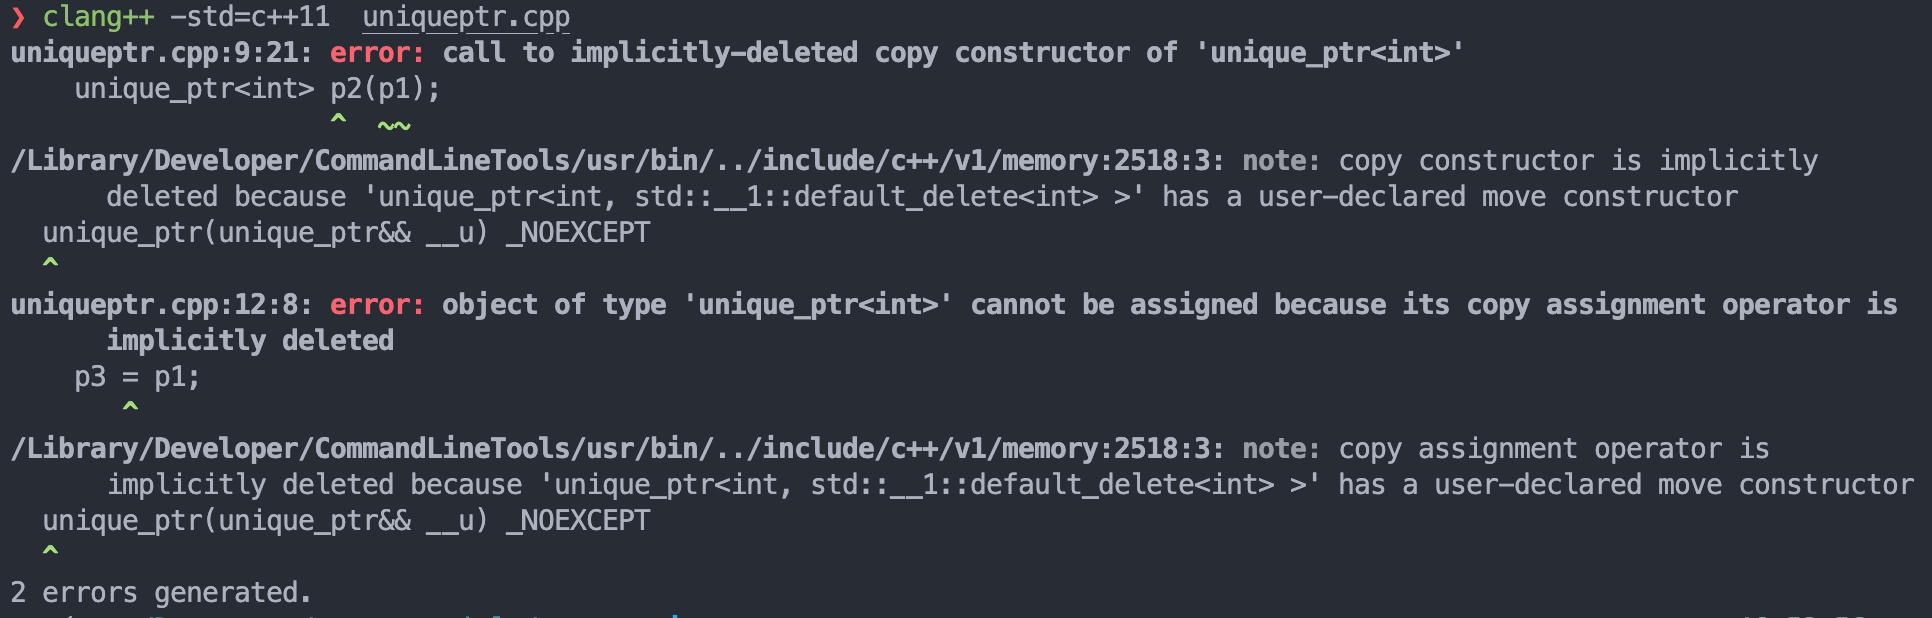 ❯ clang++ -std=c++11  uniqueptr.cpp
uniqueptr.cpp:9:21: error: call to implicitly-deleted copy constructor of 'unique_ptr<int>'
    unique_ptr<int> p2(p1);
                    ^  ~~
/Library/Developer/CommandLineTools/usr/bin/../include/c++/v1/memory:2518:3: note: copy constructor is implicitly
      deleted because 'unique_ptr<int, std::__1::default_delete<int> >' has a user-declared move constructor
  unique_ptr(unique_ptr&& __u) _NOEXCEPT
  ^
uniqueptr.cpp:12:8: error: object of type 'unique_ptr<int>' cannot be assigned because its copy assignment operator is
      implicitly deleted
    p3 = p1;
       ^
/Library/Developer/CommandLineTools/usr/bin/../include/c++/v1/memory:2518:3: note: copy assignment operator is
      implicitly deleted because 'unique_ptr<int, std::__1::default_delete<int> >' has a user-declared move constructor
  unique_ptr(unique_ptr&& __u) _NOEXCEPT
  ^
2 errors generated.